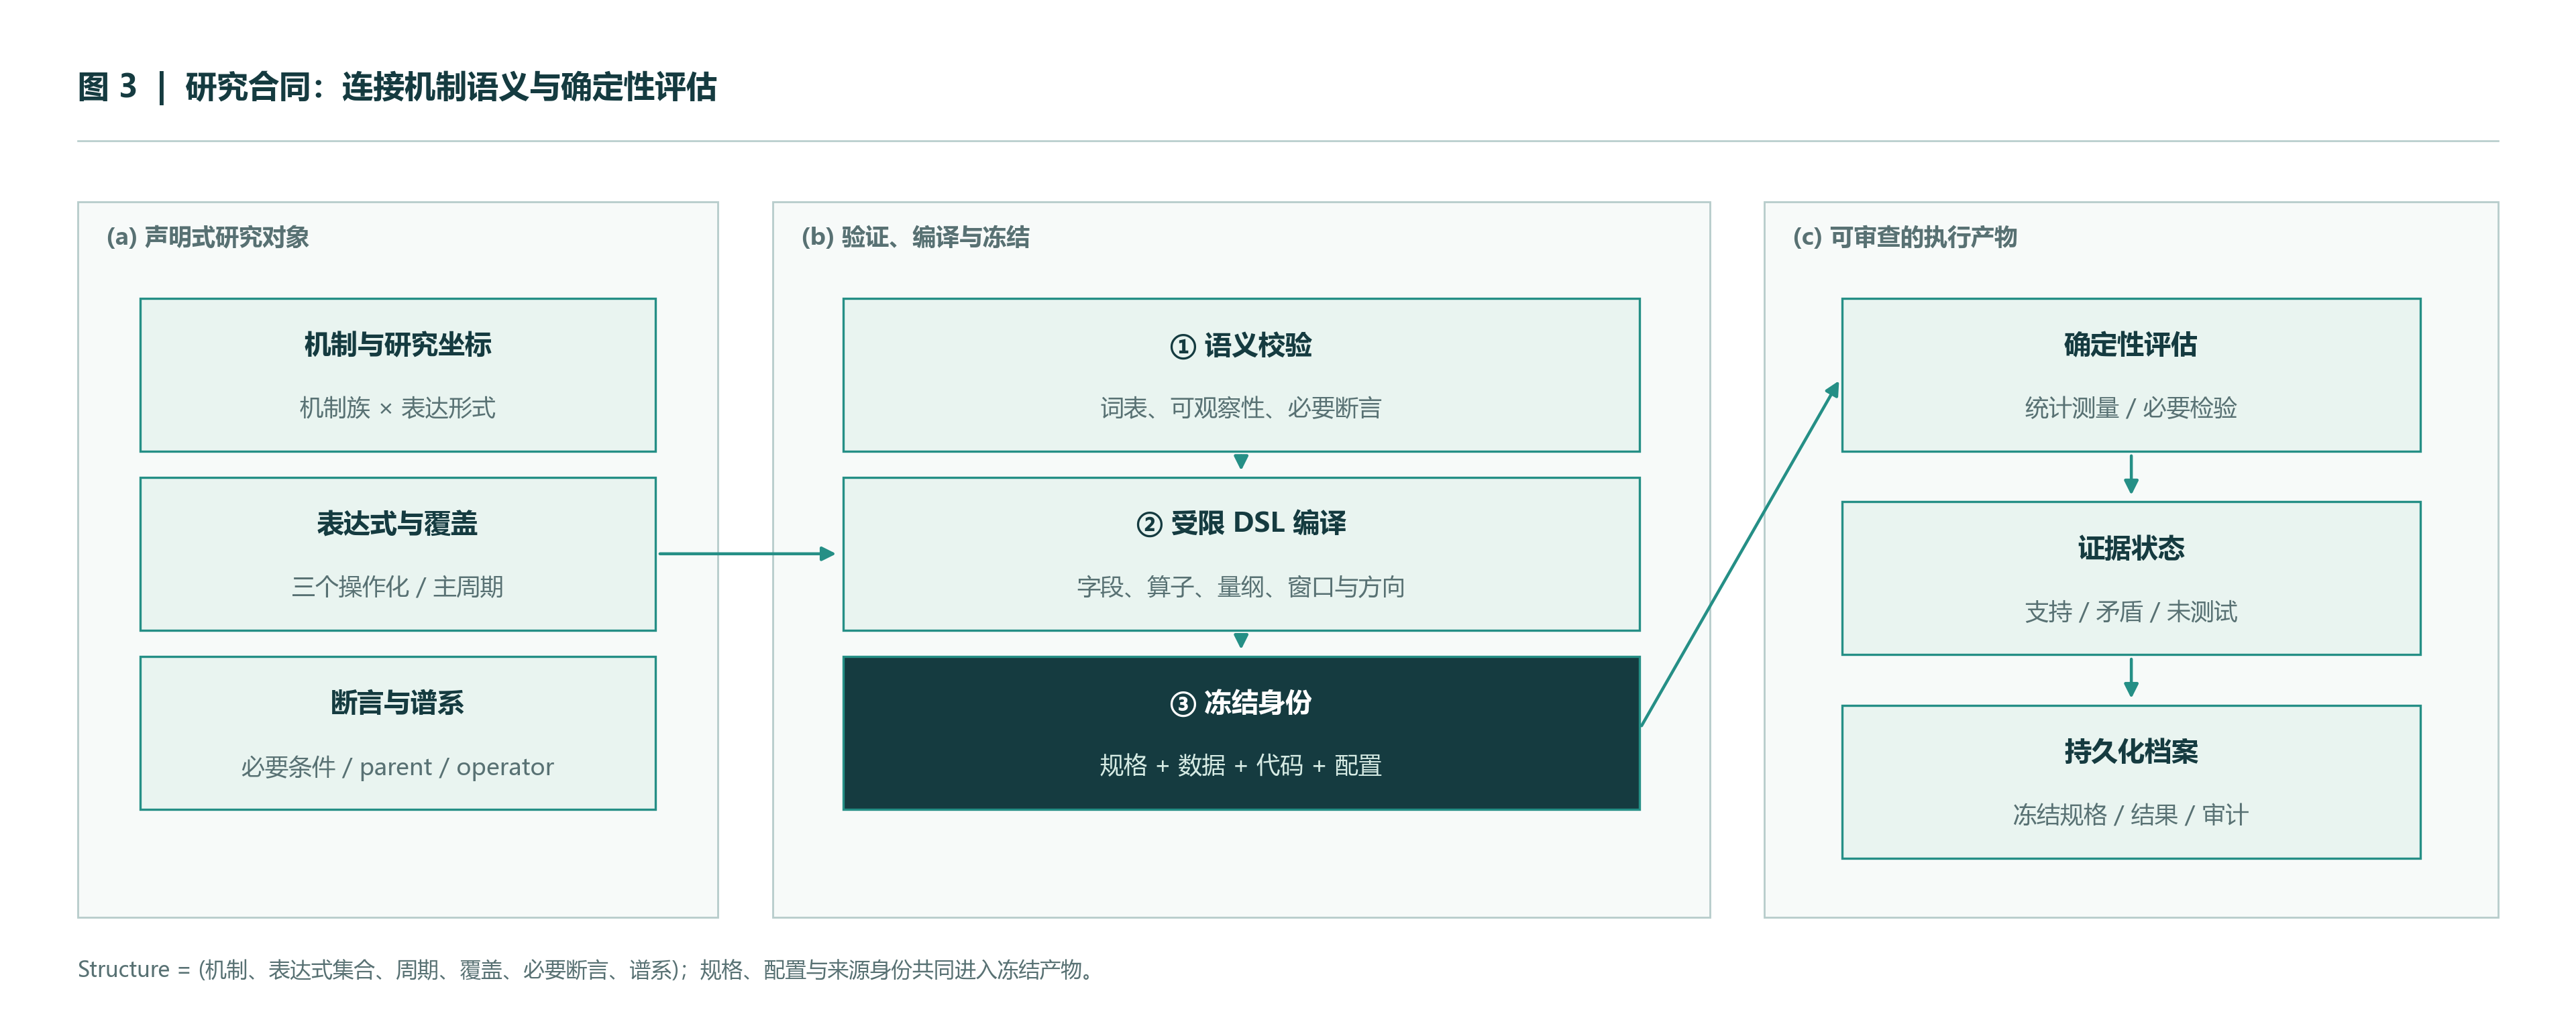 图 3 | 研究合同：连接机制语义与确定性评估
(a) 声明式研究对象
机制与研究坐标
机制族 × 表达形式
表达式与覆盖
三个操作化 / 主周期
断言与谱系
必要条件 / parent / operator
(b) 验证、编译与冻结
① 语义校验
词表、可观察性、必要断言
② 受限 DSL 编译
字段、算子、量纲、窗口与方向
③ 冻结身份
规格 + 数据 + 代码 + 配置
(c) 可审查的执行产物
确定性评估
统计测量 / 必要检验
证据状态
支持 / 矛盾 / 未测试
持久化档案
冻结规格 / 结果 / 审计
Structure = (机制、表达式集合、周期、覆盖、必要断言、谱系)；规格、配置与来源身份共同进入冻结产物。